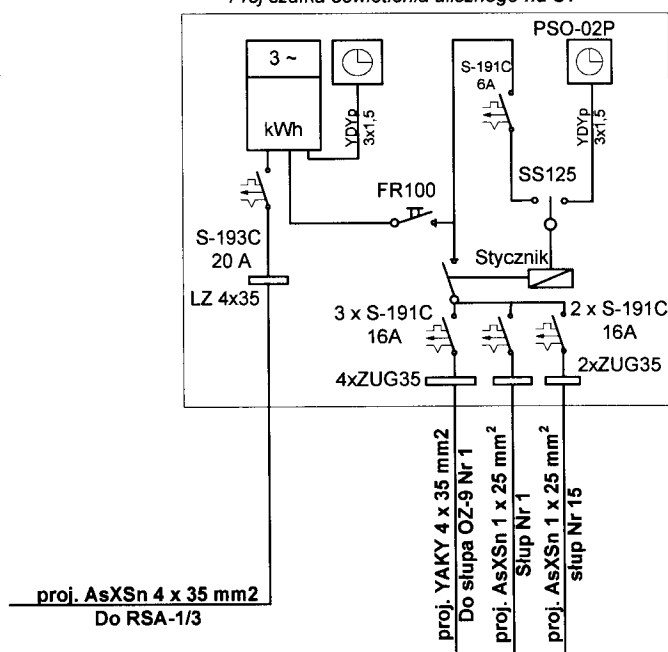 PSO-02P
3 ~
kWh
YDYp
3x1,5
S-191C
6A
YDYp
3x1,5
SS125
FR100
S-193C
20 A
LZ 4x35
Stycznik
3 x S-191C
16A
2 x S-191C
16A
4xZUG35
2xZUG35
proj. YAKY 4 x 35 mm2
Do słupa OZ-9 Nr 1
proj. AsXSn 1 x 25 mm²
Słup Nr 1
proj. AsXSn 1 x 25 mm²
słup Nr 15
proj. AsXSn 4 x 35 mm2
Do RSA-1/3